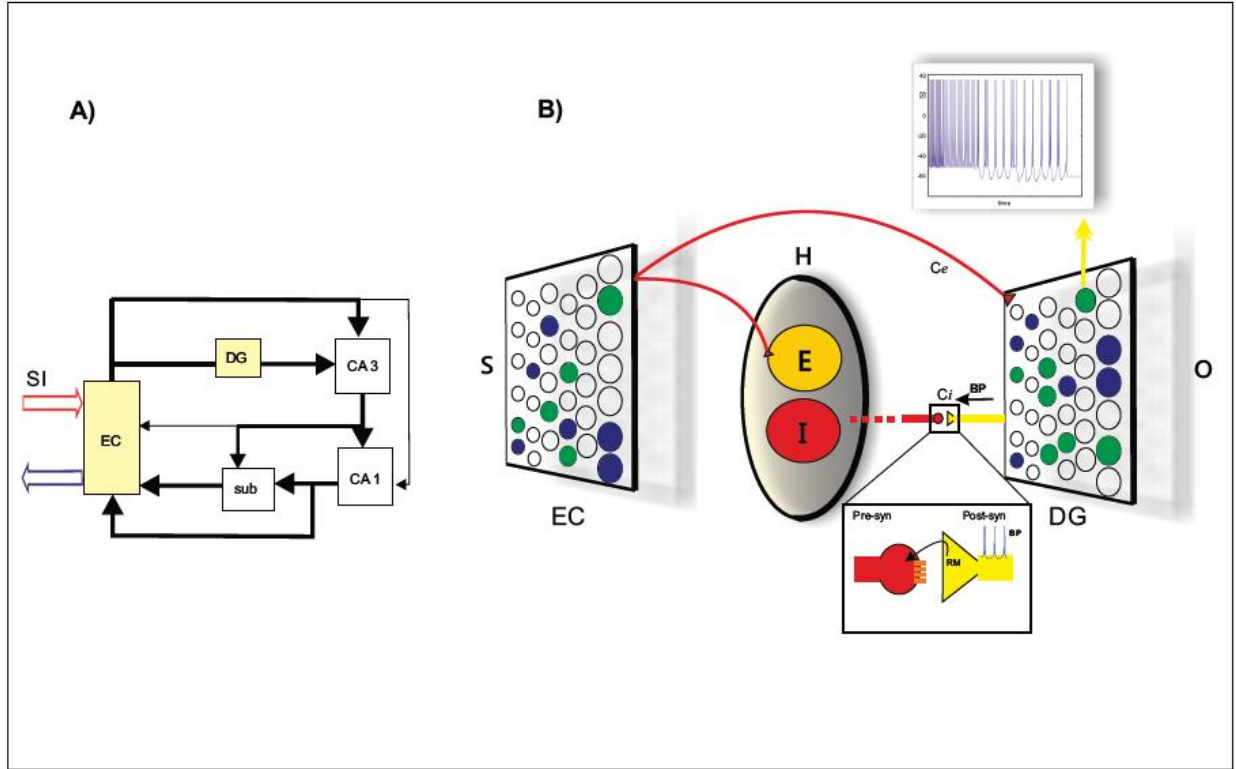 A)
SI
EC
DG
CA 3
sub
CA 1
B)
40
20
0
-20
-40
-60
time
S
EC
H
E
I
Ce
Ci
BP
O
DG
Pre-syn
Post-syn
BP
RM